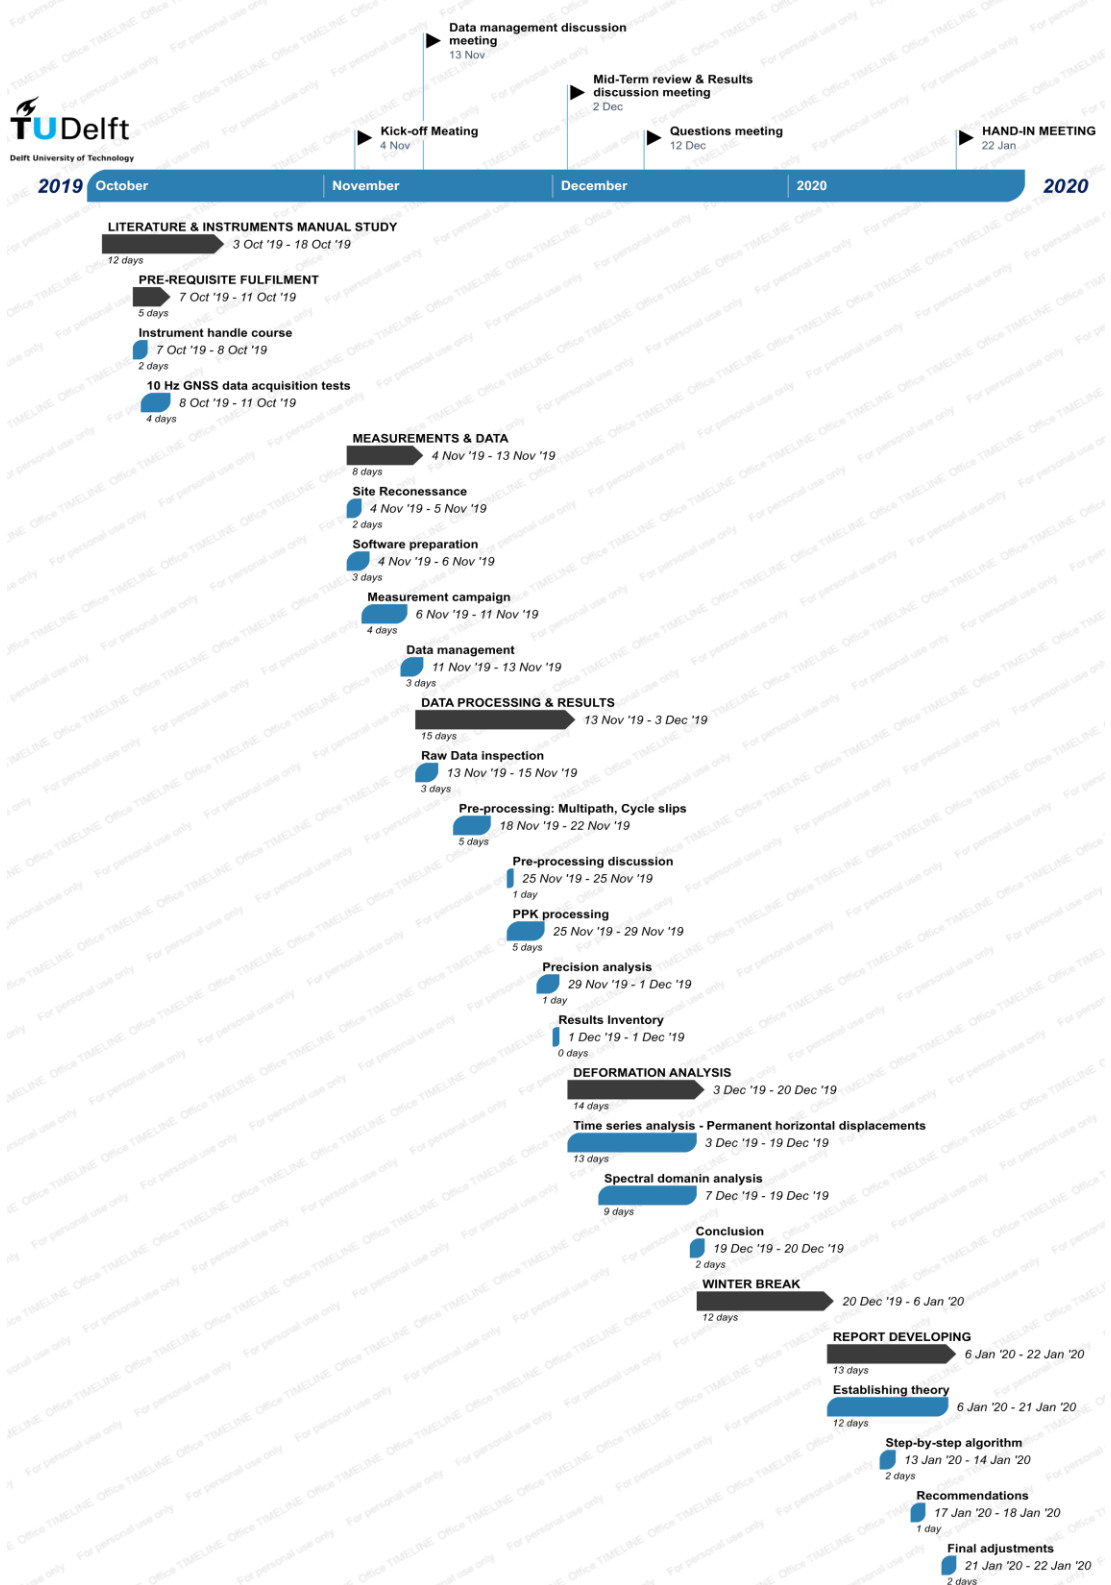 Data management discussion
meeting
13 Nov
Mid-Term review & Results
discussion meeting
2 Dec
TUDelft
Delft University of Technology
Kick-off Meating
4 Nov
Questions meeting
12 Dec
HAND-IN MEETING
22 Jan
2019 October November December 2020 2020
LITERATURE & INSTRUMENTS MANUAL STUDY
3 Oct '19 - 18 Oct '19
12 days
PRE-REQUISITE FULFILMENT
7 Oct '19 - 11 Oct '19
5 days
Instrument handle course
7 Oct '19 - 8 Oct '19
2 days
10 Hz GNSS data acquisition tests
8 Oct '19 - 11 Oct '19
4 days
MEASUREMENTS & DATA
4 Nov '19 - 13 Nov '19
8 days
Site Reconessance
4 Nov '19 - 5 Nov '19
2 days
Software preparation
4 Nov '19 - 6 Nov '19
3 days
Measurement campaign
6 Nov '19 - 11 Nov '19
4 days
Data management
11 Nov '19 - 13 Nov '19
3 days
DATA PROCESSING & RESULTS
13 Nov '19 - 3 Dec '19
15 days
Raw Data inspection
13 Nov '19 - 15 Nov '19
3 days
Pre-processing: Multipath, Cycle slips
18 Nov '19 - 22 Nov '19
5 days
Pre-processing discussion
25 Nov '19 - 25 Nov '19
1 day
PPK processing
25 Nov '19 - 29 Nov '19
5 days
Precision analysis
29 Nov '19 - 1 Dec '19
1 day
Results Inventory
1 Dec '19 - 1 Dec '19
0 days
DEFORMATION ANALYSIS
3 Dec '19 - 20 Dec '19
14 days
Time series analysis - Permanent horizontal displacements
3 Dec '19 - 19 Dec '19
13 days
Spectral domanin analysis
7 Dec '19 - 19 Dec '19
9 days
Conclusion
19 Dec '19 - 20 Dec '19
2 days
WINTER BREAK
20 Dec '19 - 6 Jan '20
12 days
REPORT DEVELOPING
6 Jan '20 - 22 Jan '20
13 days
Establishing theory
6 Jan '20 - 21 Jan '20
12 days
Step-by-step algorithm
13 Jan '20 - 14 Jan '20
2 days
Recommendations
17 Jan '20 - 18 Jan '20
1 day
Final adjustments
21 Jan '20 - 22 Jan '20
2 days
For personal use only Office TIMELINE